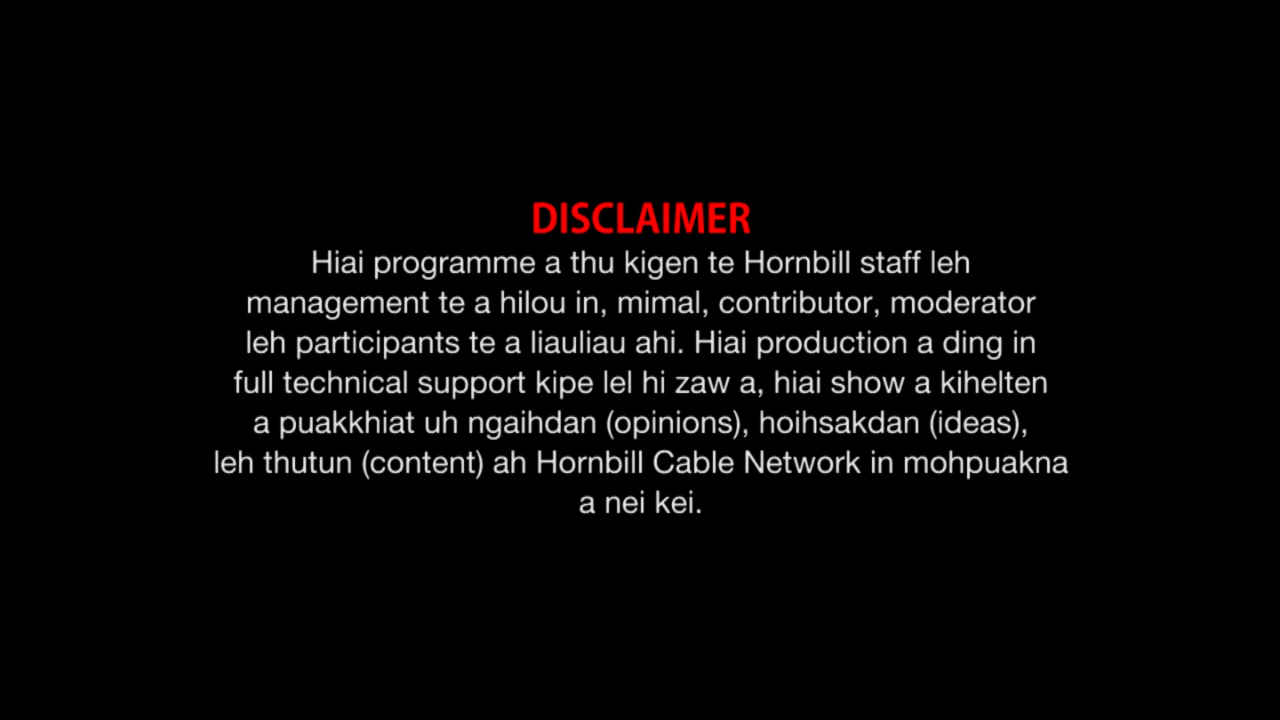 DISCLAIMER
Hiai programme a thu kigen te Hornbill staff leh
management te a hilou in, mimal, contributor, moderator
leh participants te a liauliau ahi. Hiai production a ding in
full technical support kipe lel hi zaw a, hiai show a kihelten
a puakkhiat uh ngaihdan (opinions), hoihsakdan (ideas),
leh thutun (content) ah Hornbill Cable Network in mohpuakna
a nei kei.